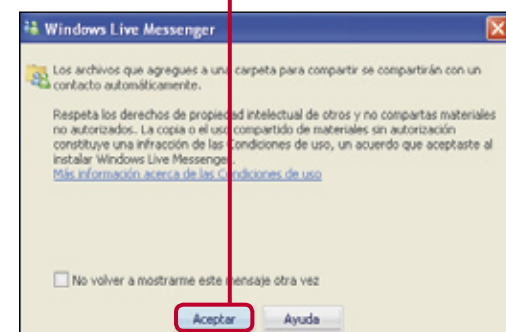 Windows Live Messenger
Los archivos que agregues a una carpeta para compartir se compartirán con un
contacto automáticamente.
Respeta los derechos de propiedad intelectual de otros y no compartas materiales
no autorizados. La copia o el uso compartido de materiales sin autorización
constituye una infracción de las Condiciones de uso, un acuerdo que aceptaste al
instalar Windows Live Messenger.
Más información acerca de las Condiciones de uso
No volver a mostrarme este mensaje otra vez
Aceptar Ayuda